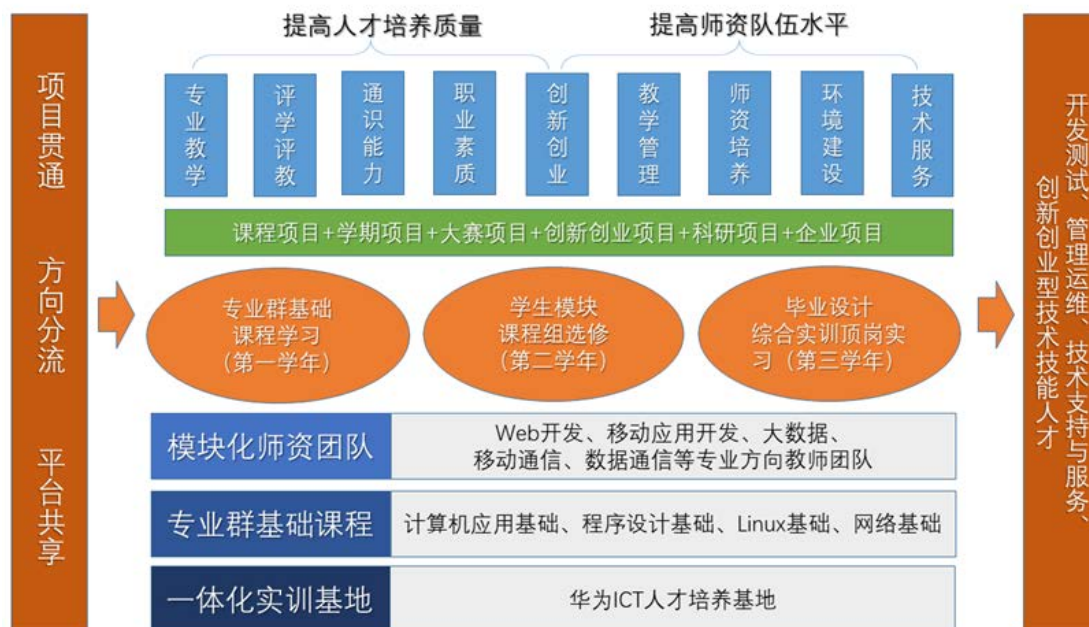 提高人才培养质量
提高师资队伍水平
项目贯通
方向分流
平台共享
专业教学
评学评教
通识能力
职业素质
创新创业
教学管理
师资培养
环境建设
技术服务
课程项目+学期项目+大赛项目+创新创业项目+科研项目+企业项目
专业群基础
课程学习
（第一学年）
学生模块
课程组选修
（第二学年）
毕业设计
综合实训顶岗实
习（第三学年）
模块化师资团队
Web开发、移动应用开发、大数据、
移动通信、数据通信等专业方向教师团队
专业群基础课程
计算机应用基础、程序设计基础、Linux基础、网络基础
一体化实训基地
华为ICT人才培养基地
开发测试、管理运维、技术支持与服务、
创新创业型技术技能人才